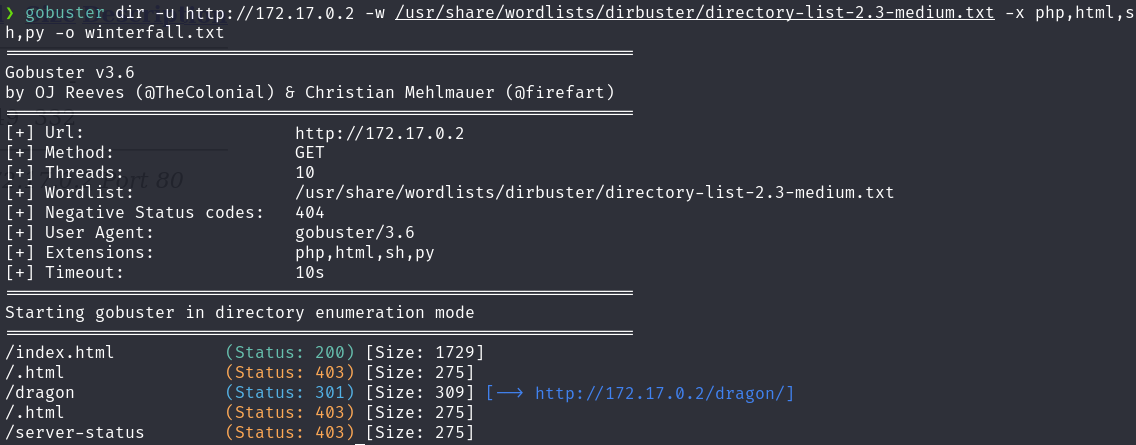 ❯ gobuster dir -u http://172.17.0.2 -w /usr/share/wordlists/dirbuster/directory-list-2.3-medium.txt -x php,html,s
h,py -o winterfall.txt
===============================================================
Gobuster v3.6
by OJ Reeves (@TheColonial) & Christian Mehlmauer (@firefart)
===============================================================
[+] Url:                     http://172.17.0.2
[+] Method:                  GET
[+] Threads:                 10
[+] Wordlist:                /usr/share/wordlists/dirbuster/directory-list-2.3-medium.txt
[+] Negative Status codes:   404
[+] User Agent:              gobuster/3.6
[+] Extensions:              php,html,sh,py
[+] Timeout:                 10s
===============================================================
Starting gobuster in directory enumeration mode
===============================================================
/index.html           (Status: 200) [Size: 1729]
/.html                (Status: 403) [Size: 275]
/dragon               (Status: 301) [Size: 309] [--> http://172.17.0.2/dragon/]
/.html                (Status: 403) [Size: 275]
/server-status        (Status: 403) [Size: 275]